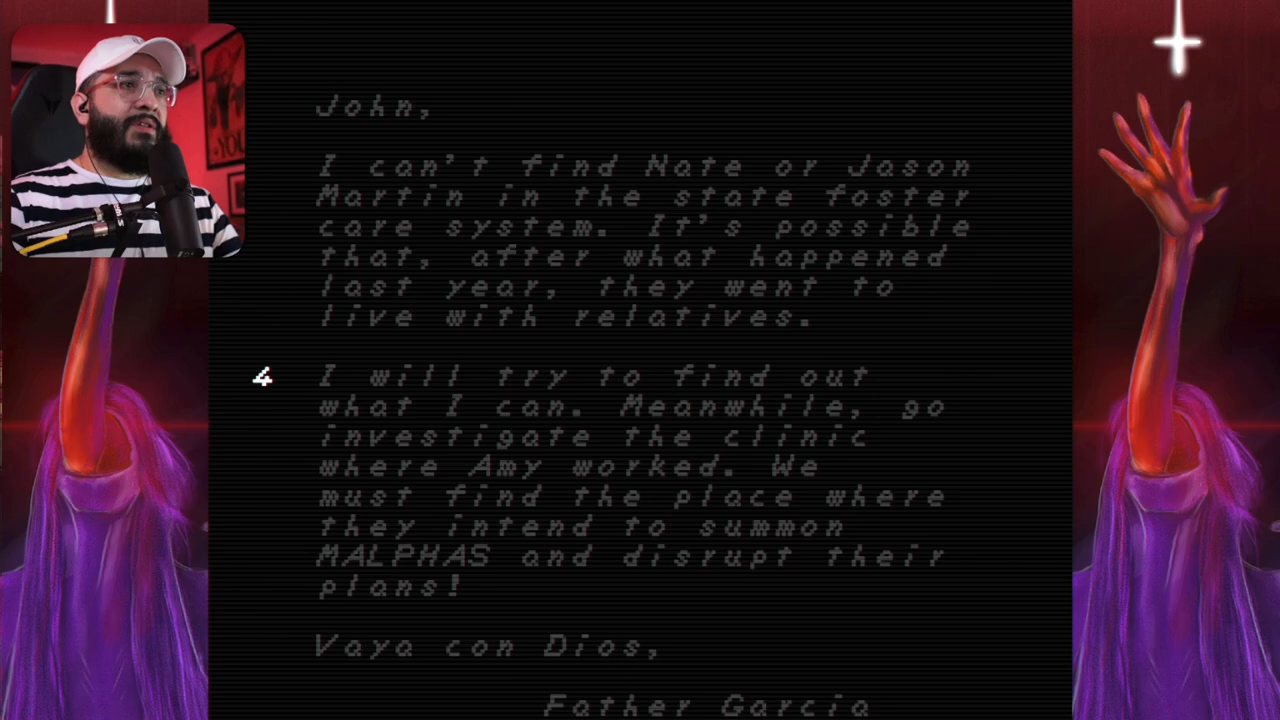 John,
I can't find Nate or Jason
Martin in the state foster
care system. It's possible
that, after what happened
last year, they went to
live with relatives.
I will try to find out
what I can. Meanwhile, go
investigate the clinic
where Amy worked. We
must find the place where
they intend to summon
MALPHAS and disrupt their
plans!
Vaya con Dios,
Father Garcia
YOU